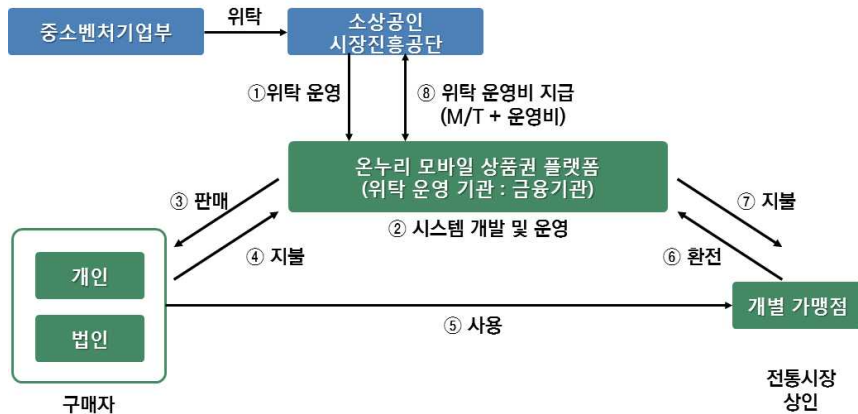 중소벤처기업부
위탁
소상공인
시장진흥공단
①위탁 운영
⑧ 위탁 운영비 지급
(M/T + 운영비)
온누리 모바일 상품권 플랫폼
(위탁 운영 기관 : 금융기관)
② 시스템 개발 및 운영
③ 판매
④ 지불
⑦ 지불
⑥ 환전
개인
법인
구매자
⑤ 사용
개별 가맹점
전통시장
상인